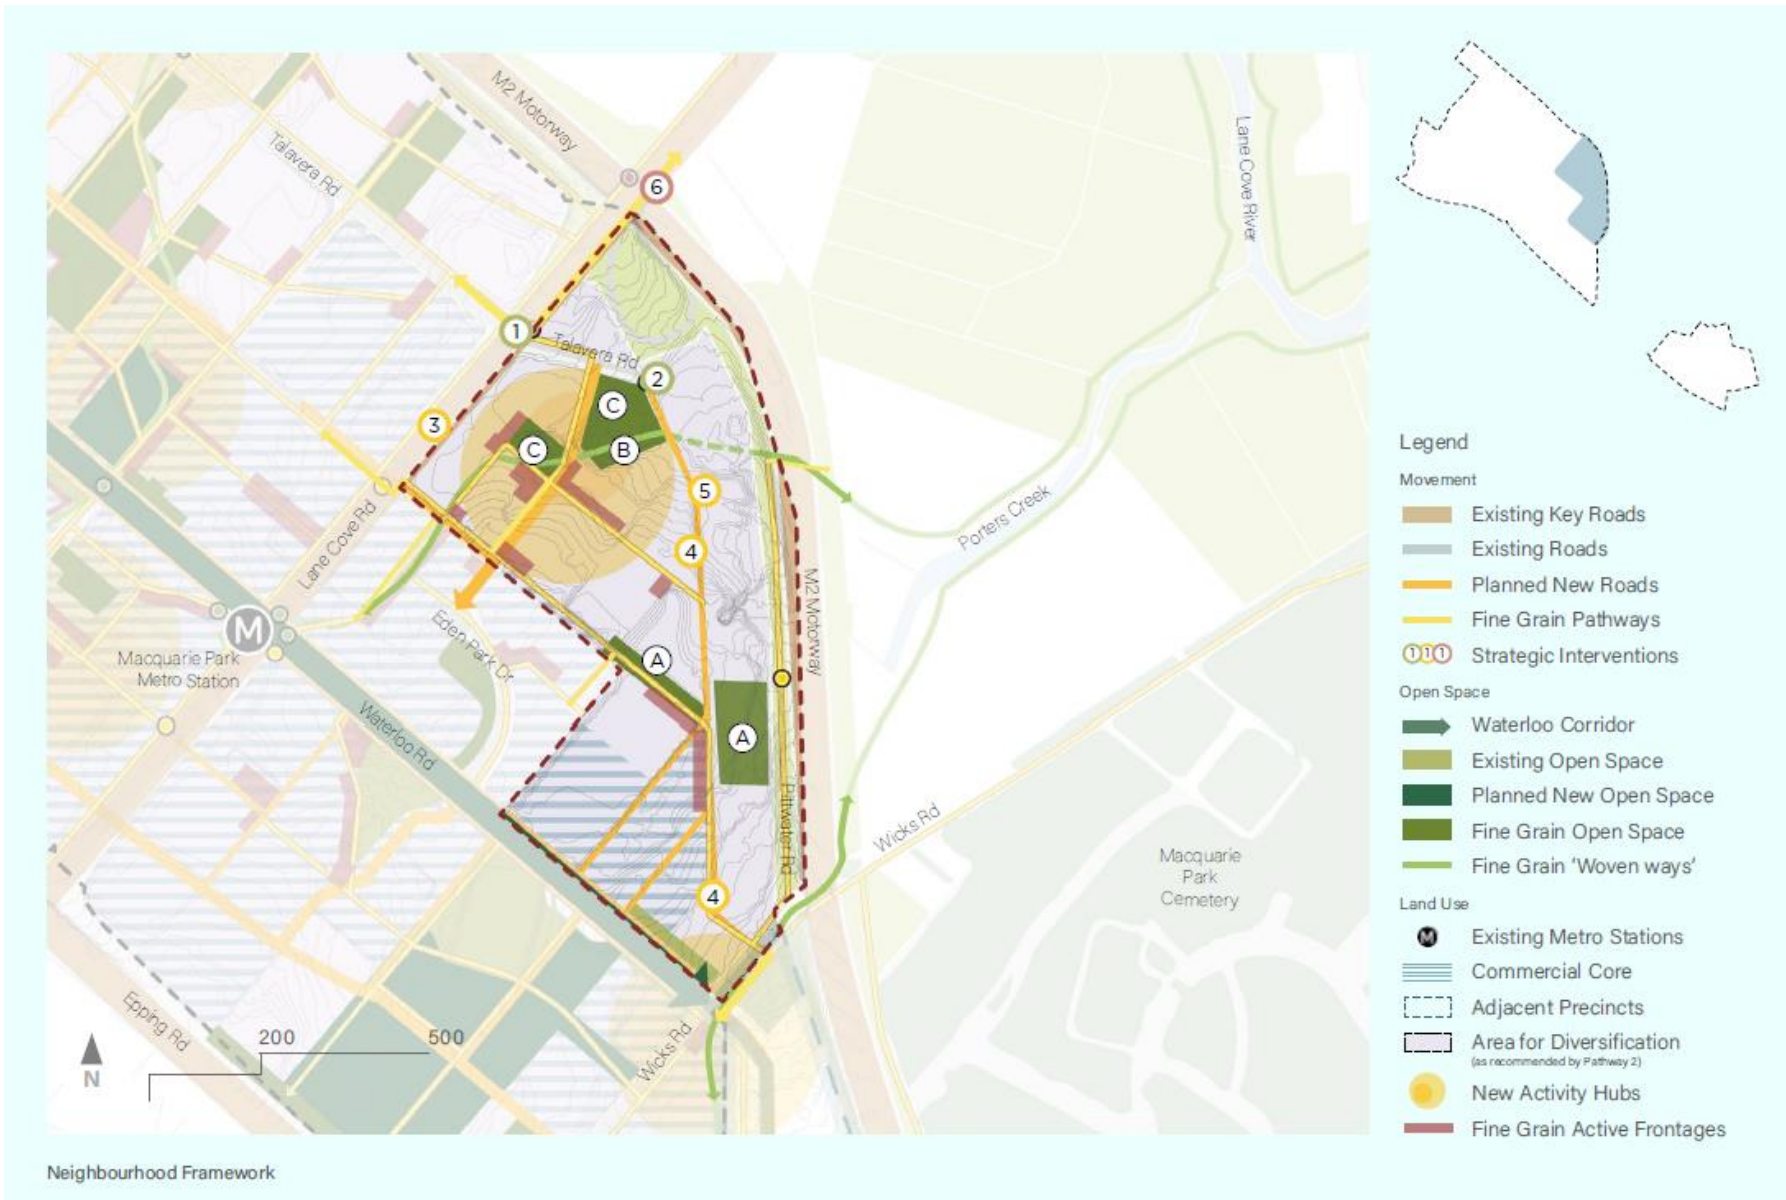 M2 Motorway
Talavera Rd
Lane Cove River
6
1
Talavera Rd
2
C
3
C
B
5
Lane Cove Rd
4
Porters Creek
M2 Motorway
M
Eden Park Dr
A
Macquarie Park
Metro Station
Waterloo Rd
A
Pittwater Rd
Wicks Rd
Macquarie
Park
Cemetery
4
Epping Rd
Wicks Rd
200
500
N
Legend
Movement
Existing Key Roads
Existing Roads
Planned New Roads
Fine Grain Pathways
1 1 1
Strategic Interventions
Open Space
Waterloo Corridor
Existing Open Space
Planned New Open Space
Fine Grain Open Space
Fine Grain 'Woven ways'
Land Use
M
Existing Metro Stations
Commercial Core
Adjacent Precincts
Area for Diversification
(as recommended by Pathway 2)
New Activity Hubs
Fine Grain Active Frontages
Neighbourhood Framework